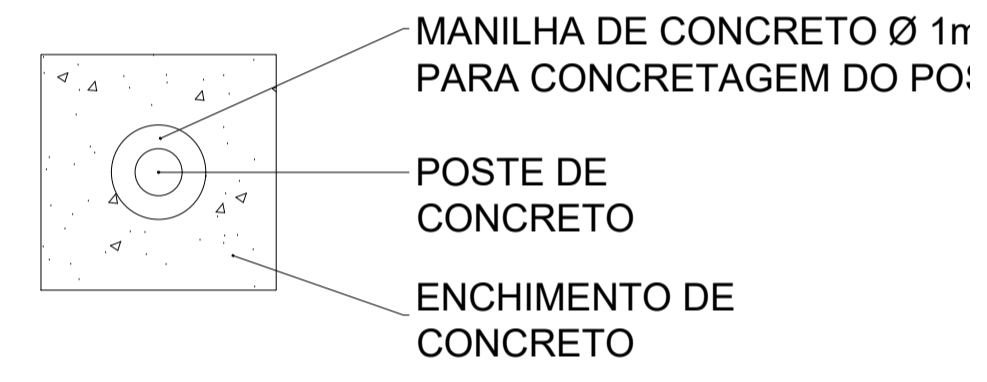 MANILHA DE CONCRETO Ø
PARA CONCRETAGEM DO
POSTE DE
CONCRETO
ENCHIMENTO DE
CONCRETO